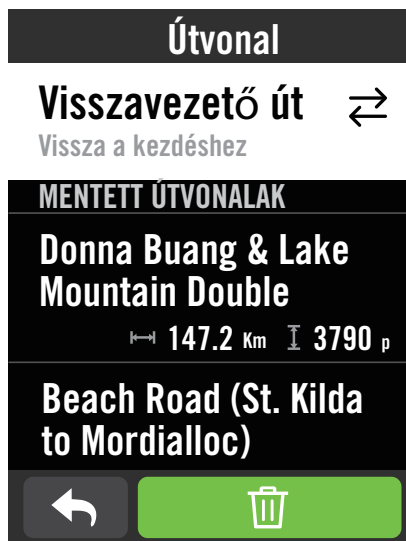 Útvonal
Visszavezető út
Vissza a kezdéshez
MENTETT ÚTVONALAK
Donna Buang & Lake
Mountain Double
147.2 Km 3790 p
Beach Road (St. Kilda
to Mordialloc)